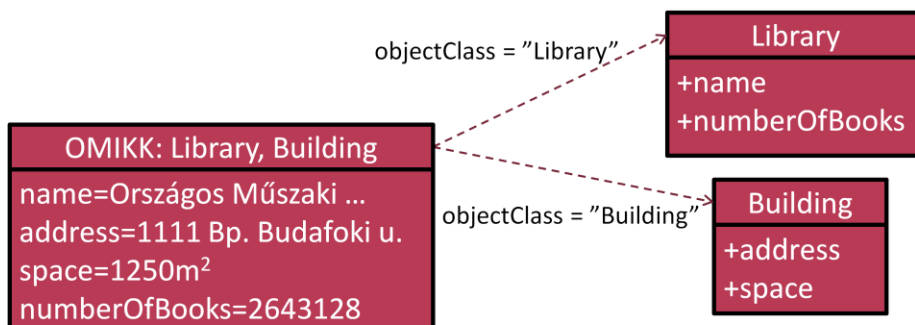 objectClass = ”Library”
Library
+name
+numberOfBooks
OMIKK: Library, Building
name=Országos Műszaki ...
address=1111 Bp. Budafoki u.
space=1250m²
numberOfBooks=2643128
objectClass = ”Building”
Building
+address
+space